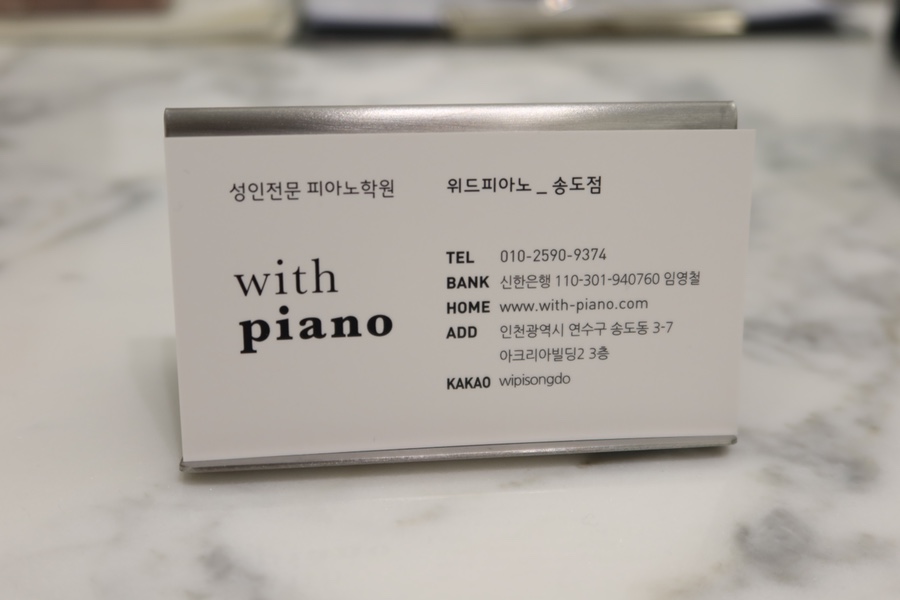 성인전문 피아노학원
with
piano
위드피아노 _ 송도점
TEL 010-2590-9374
BANK 신한은행 110-301-940760 임영철
HOME www.with-piano.com
ADD 인천광역시 연수구 송도동 3-7
아크리아빌딩2 3층
KAKAO wipisongdo